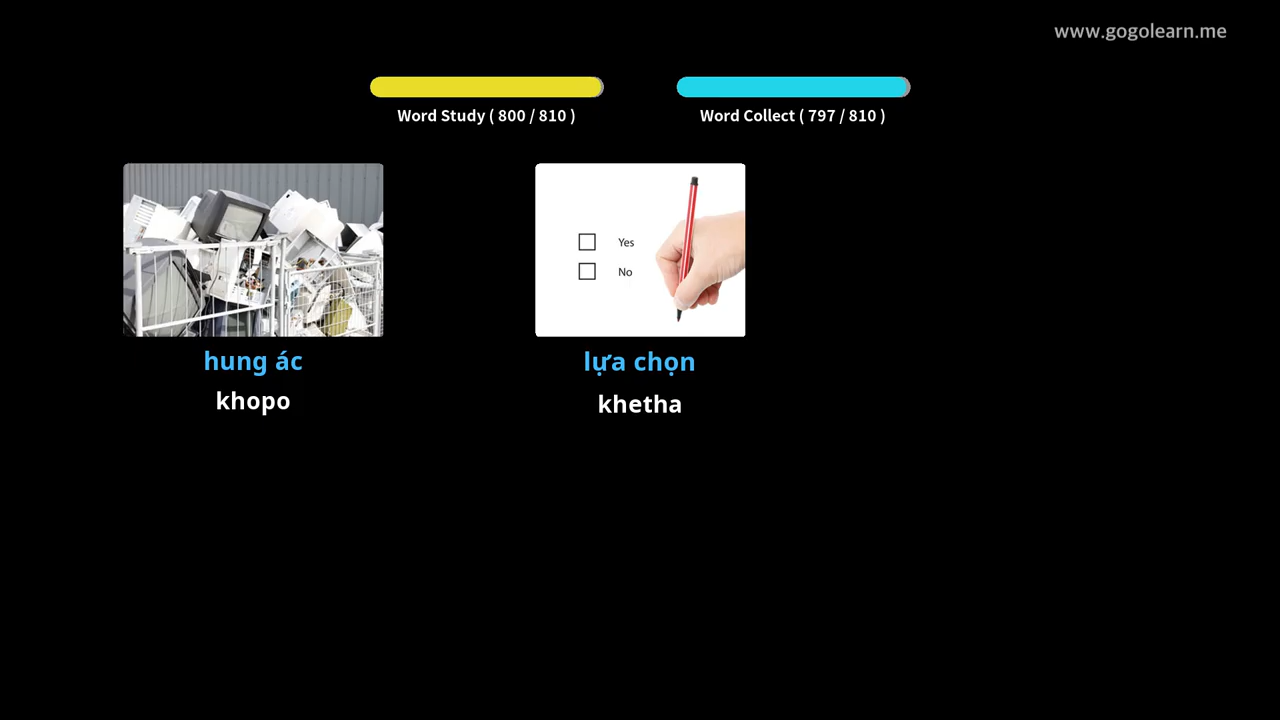 www.gogolearn.me
Word Study ( 800 / 810 )
Word Collect ( 797 / 810 )
Yes
No
hung ác
lựa chọn
khopo
khetha